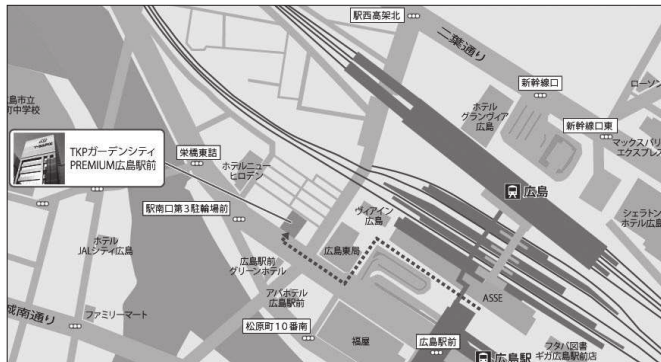 駅西高架北
二葉通り
新幹線口
ローソン
島市立
町中学校
ホテル
グランヴィア
広島
新幹線口東
マックスバリ
エクスプレス
TKPガーデンシティ
PREMIUM広島駅前
栄橋東詰
ホテルニュー
ヒロデン
広島
シェラトン
ホテル広島
駅南口第3駐輪場前
ヴィアイン
広島
ホテル
JALシティ広島
広島東局
広島駅前
グリーンホテル
アパホテル
広島駅前
ASSE
城南通り
ファミリーマート
松原町10番南
福屋
広島駅前
広島駅
フタバ図書
ギガ広島駅前店